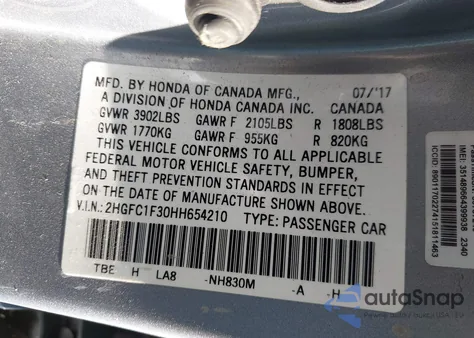 MFD. BY HONDA OF CANADA MFG., 07/'17
A DIVISION OF HONDA CANADA INC. CANADA
GVWR 3902LBS GAWR F 2105LBS R 1808LBS
GVWR 1770KG GAWR F 955KG R 820KG
THIS VEHICLE CONFORMS TO ALL APPLICABLE
FEDERAL MOTOR VEHICLE SAFETY, BUMPER,
AND THEFT PREVENTION STANDARDS IN EFFECT
ON THE DATE OF MANUFACTURE SHOWN ABOVE.
V.I.N.: 2HGFC1F30HH654210 TYPE: PASSENGER CAR
TBE H LA8 -NH830M -A -H
autoSnap